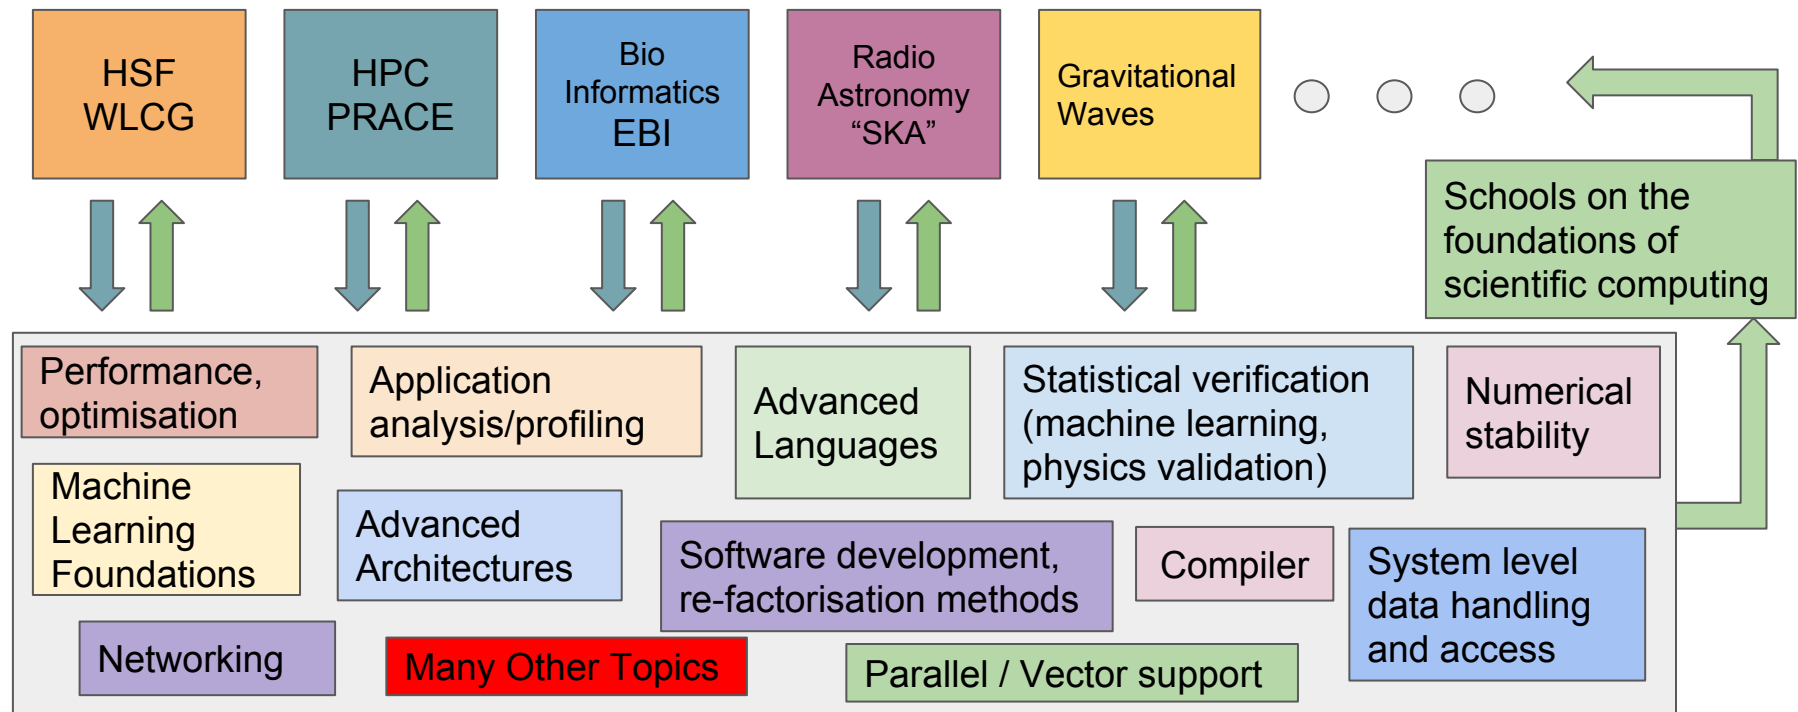 HSF
WLCG
HPC
PRACE
Bio
Informatics
EBI
Radio
Astronomy
“SKA”
Gravitational
Waves
Schools on the
foundations of
scientific computing
Performance,
optimisation
Application
analysis/profiling
Advanced
Languages
Statistical verification
(machine learning,
physics validation)
Numerical
stability
Machine
Learning
Foundations
Advanced
Architectures
Software development,
re-factorisation methods
Compiler
System level
data handling
and access
Networking
Many Other Topics
Parallel / Vector support